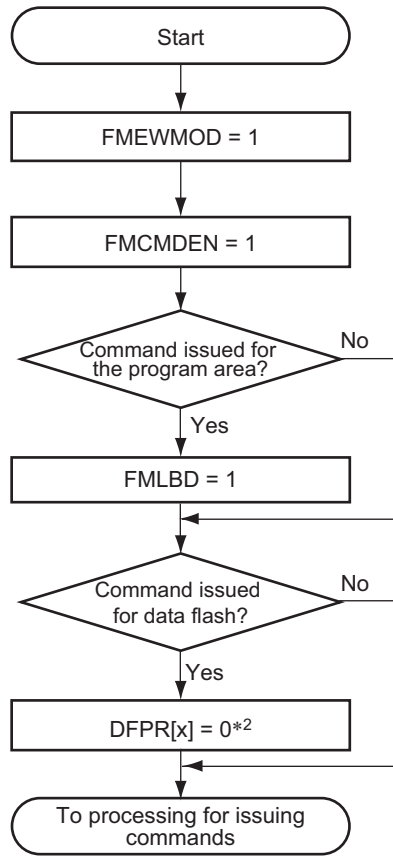 Start
FMEWMOD = 1
FMCMDEN = 1
Command issued for
the program area?
No
Yes
FMLBD = 1
Command issued
for data flash?
No
Yes
DFPR[x] = 0*2
To processing for issuing
commands